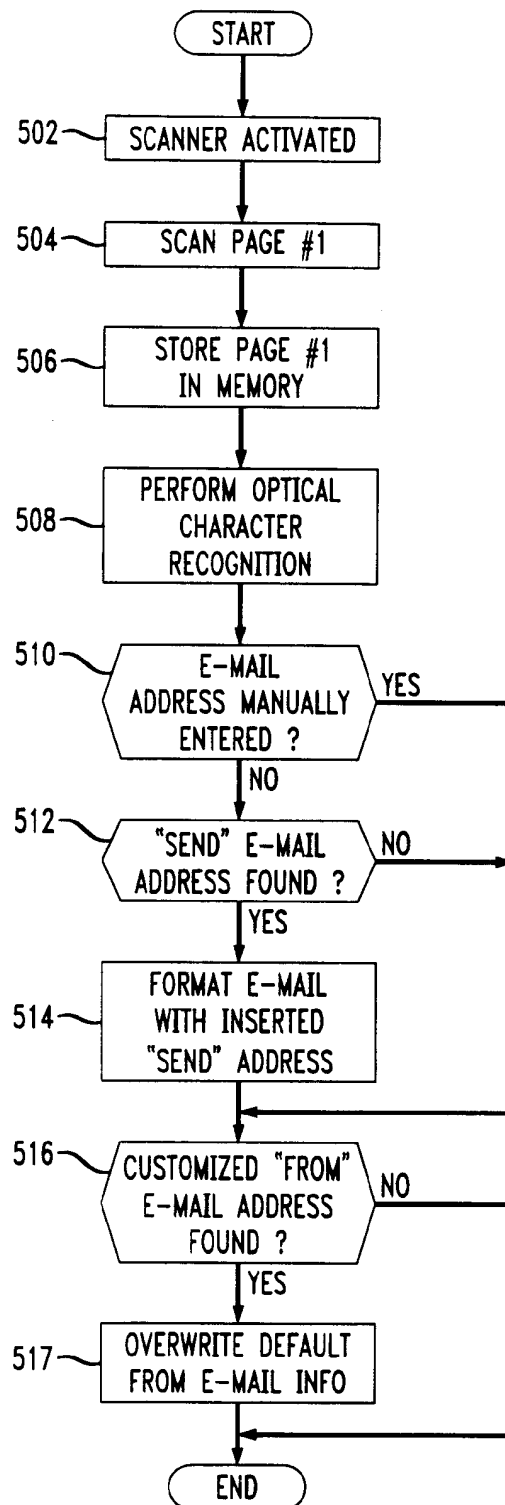 START
502
SCANNER ACTIVATED
504
SCAN PAGE #1
506
STORE PAGE #1
IN MEMORY
508
PERFORM OPTICAL
CHARACTER
RECOGNITION
510
E-MAIL
ADDRESS MANUALLY
ENTERED ?
YES
NO
512
"SEND" E-MAIL
ADDRESS FOUND ?
NO
YES
514
FORMAT E-MAIL
WITH INSERTED
"SEND" ADDRESS
516
CUSTOMIZED "FROM"
E-MAIL ADDRESS
FOUND ?
NO
YES
517
OVERWRITE DEFAULT
FROM E-MAIL INFO
END